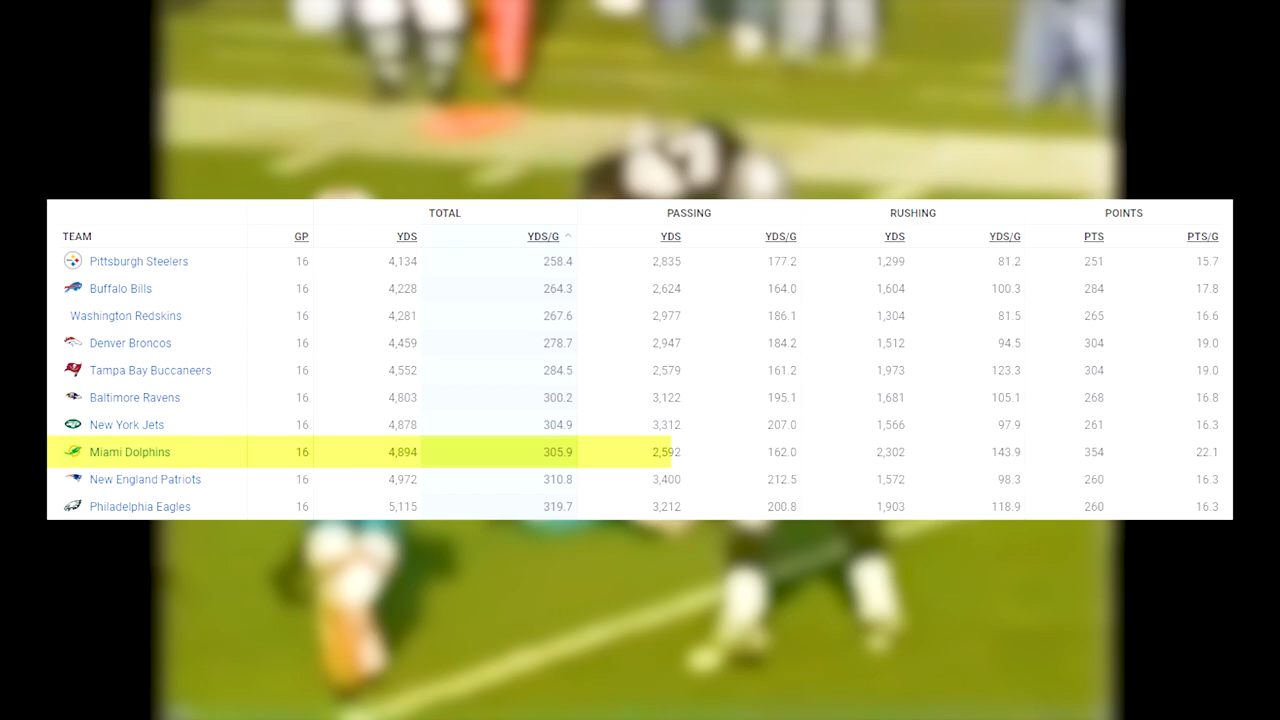 TOTAL PASSING RUSHING POINTS
TEAM GP YDS YDS/G YDS YDS/G YDS YDS/G PTS PTS/G
Pittsburgh Steelers 16 4,134 258.4 2,835 177.2 1,299 81.2 251 15.7
Buffalo Bills 16 4,228 264.3 2,624 164.0 1,604 100.3 284 17.8
Washington Redskins 16 4,281 267.6 2,977 186.1 1,304 81.5 265 16.6
Denver Broncos 16 4,459 278.7 2,947 184.2 1,512 94.5 304 19.0
Tampa Bay Buccaneers 16 4,552 284.5 2,579 161.2 1,973 123.3 304 19.0
Baltimore Ravens 16 4,803 300.2 3,122 195.1 1,681 105.1 268 16.8
New York Jets 16 4,878 304.9 3,312 207.0 1,566 97.9 261 16.3
Miami Dolphins 16 4,894 305.9 2,592 162.0 2,302 143.9 354 22.1
New England Patriots 16 4,972 310.8 3,400 212.5 1,572 98.3 260 16.3
Philadelphia Eagles 16 5,115 319.7 3,212 200.8 1,903 118.9 260 16.3